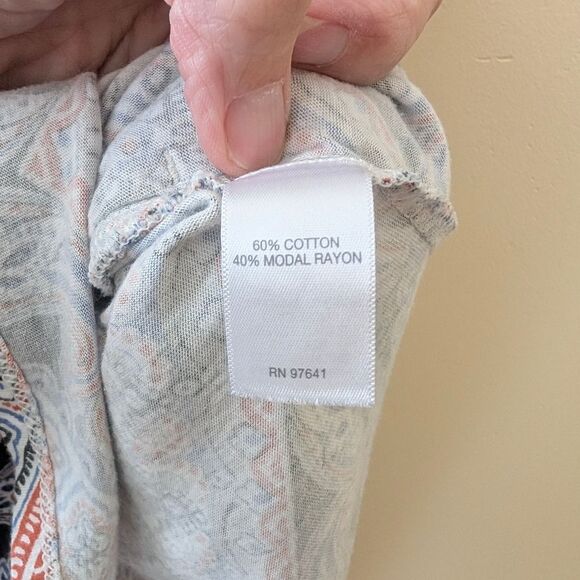 60% COTTON
40% MODAL RAYON
RN 97641